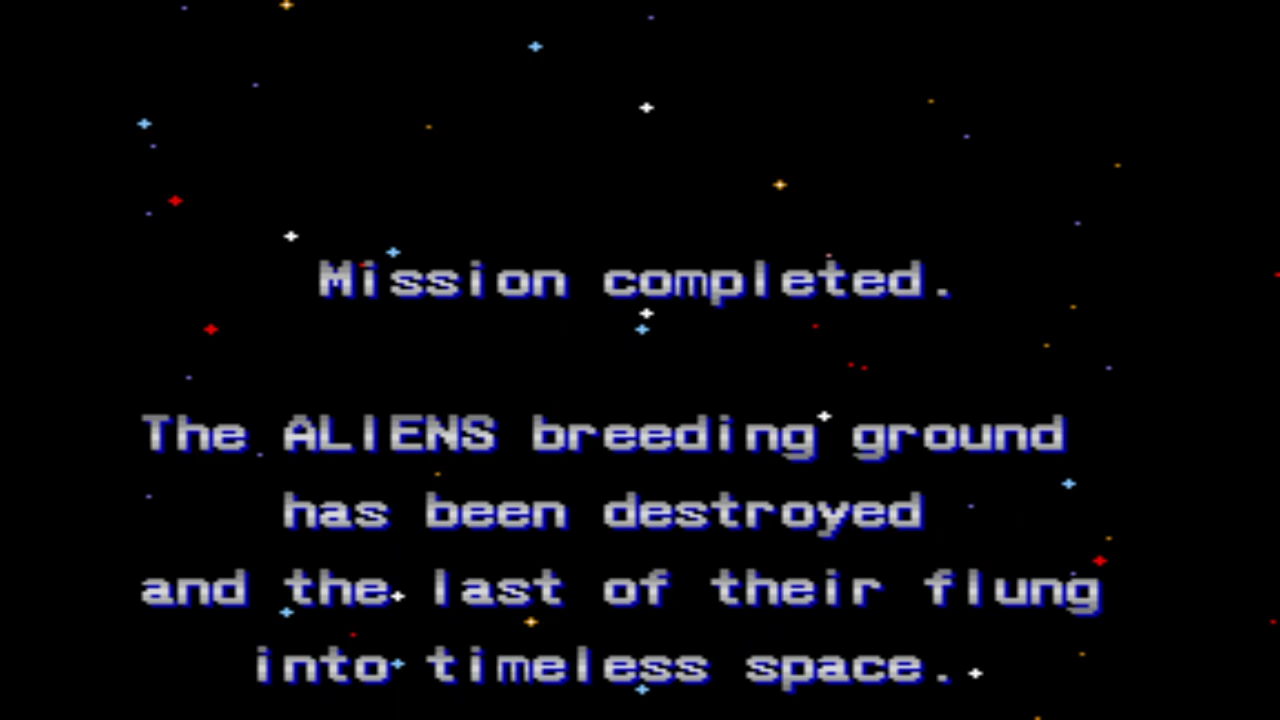 Mission completed.
The ALIENS breeding ground
has been destroyed
and the last of their flung
into timeless space.